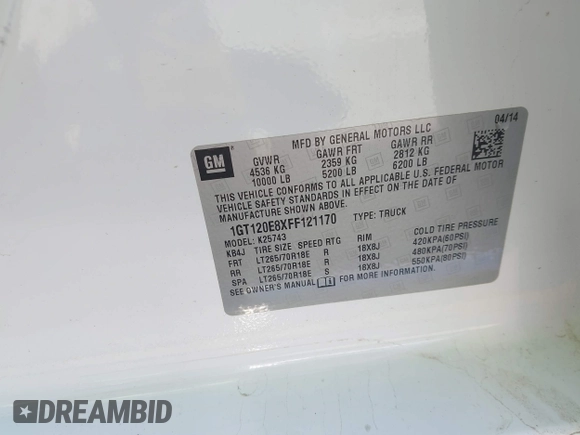 04/14
MFD BY GENERAL MOTORS LLC
GM
GVWR GAWR FRT GAWR RR
4536 KG 2359 KG 2812 KG
10000 LB 5200 LB 6200 LB
THIS VEHICLE CONFORMS TO ALL APPLICABLE U.S. FEDERAL MOTOR
VEHICLE SAFETY STANDARDS IN EFFECT ON THE DATE OF
MANUFACTURE SHOWN ABOVE.
1GT120E8XFF121170 TYPE: TRUCK
MODEL: K25743
KB4J TIRE SIZE SPEED RTG RIM COLD TIRE PRESSURE
FRT LT265/70R18E R 18X8J 420KPA(60PSI)
RR LT265/70R18E R 18X8J 480KPA(70PSI)
SPA LT265/70R18E S 18X8J 550KPA(80PSI)
SEE OWNER'S MANUAL FOR MORE INFORMATION.
DREAMBID